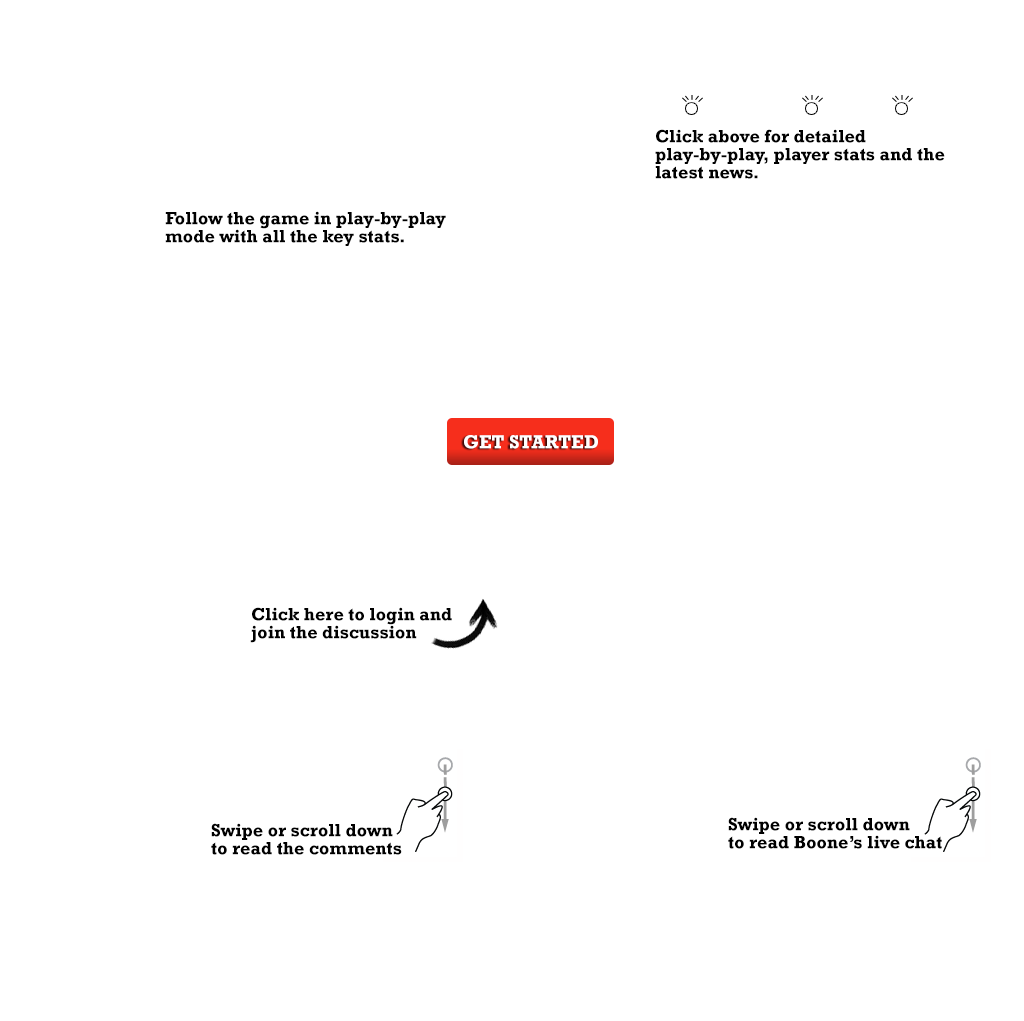 Click above for detailed
play-by-play, player stats and the
latest news.
Follow the game in play-by-play
mode with all the key stats.
GET STARTED
Click here to login and
join the discussion
Swipe or scroll down
to read the comments
Swipe or scroll down
to read Boone’s live chat